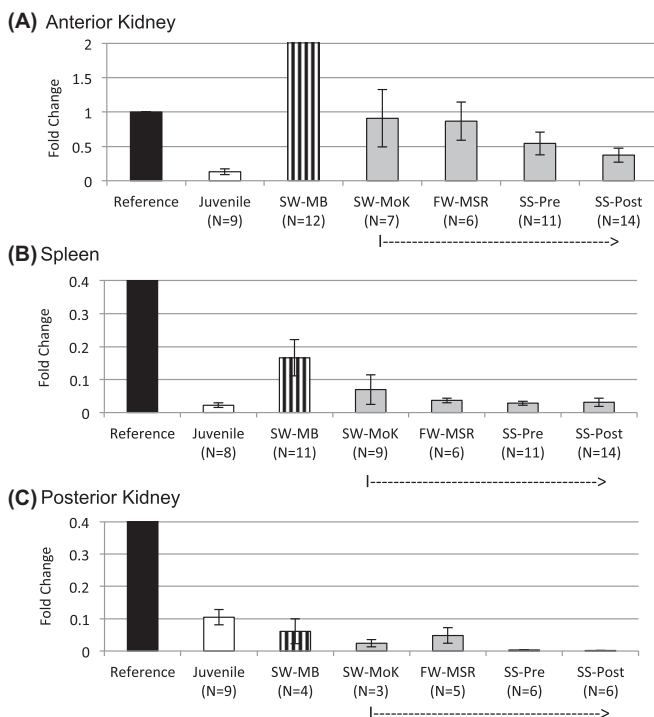 (A) Anterior Kidney
Fold Change
2
1.5
1
0.5
0
Reference Juvenile SW-MB SW-MoK FW-MSR SS-Pre SS-Post
(N=9) (N=12) (N=7) (N=6) (N=11) (N=14)
I---------------------------------------->
(B) Spleen
Fold Change
0.4
0.3
0.2
0.1
0
Reference Juvenile SW-MB SW-MoK FW-MSR SS-Pre SS-Post
(N=8) (N=11) (N=9) (N=6) (N=11) (N=14)
I---------------------------------------->
(C) Posterior Kidney
Fold Change
0.4
0.3
0.2
0.1
0
Reference Juvenile SW-MB SW-MoK FW-MSR SS-Pre SS-Post
(N=9) (N=4) (N=3) (N=5) (N=6) (N=6)
I---------------------------------------->